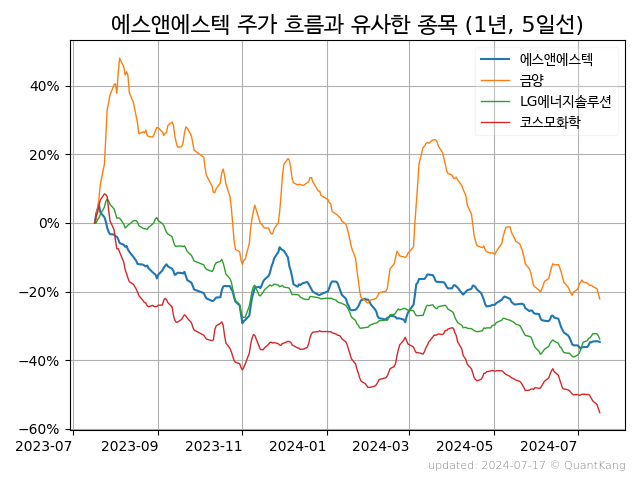 에스앤에스텍 주가 흐름과 유사한 종목 (1년, 5일선)
에스앤에스텍
금양
LG에너지솔루션
코스모화학
40%
20%
0%
−20%
−40%
−60%
2023-07 2023-09 2023-11 2024-01 2024-03 2024-05 2024-07
updated: 2024-07-17 © QuantKang